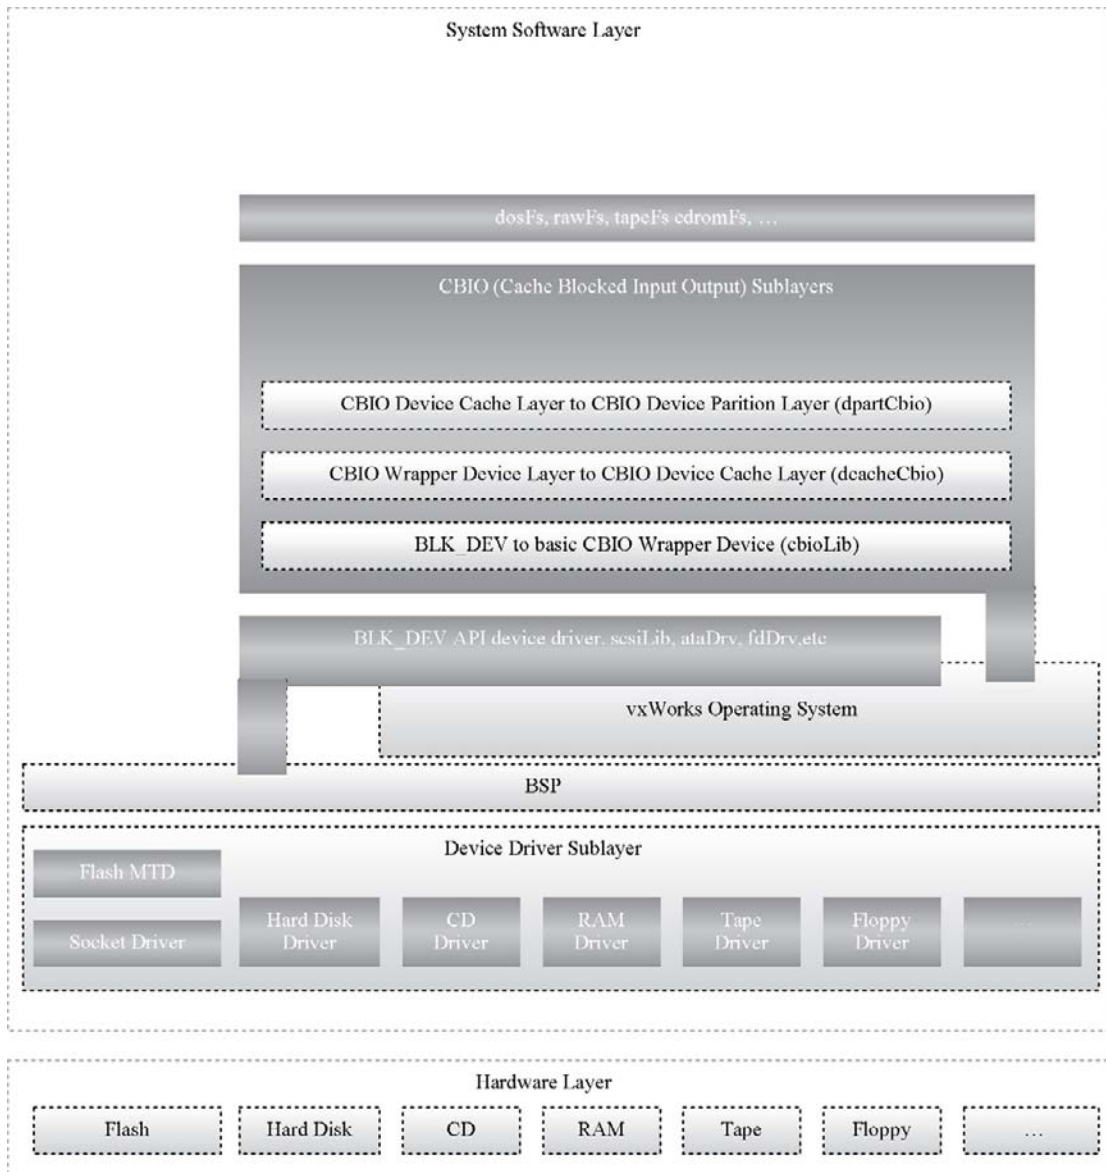 System Software Layer
dosFs, rawFs, tapeFs cdromFs, …
CBIO (Cache Blocked Input Output) Sublayers
CBIO Device Cache Layer to CBIO Device Parition Layer (dpartCbio)
CBIO Wrapper Device Layer to CBIO Device Cache Layer (dcacheCbio)
BLK_DEV to basic CBIO Wrapper Device (cbioLib)
BLK_DEV API device driver. scsiLib, ataDrv, fdDrv,etc
vxWorks Operating System
BSP
Device Driver Sublayer
Flash MTD
Socket Driver
Hard Disk
Driver
CD
Driver
RAM
Driver
Tape
Driver
Floppy
Driver
…
Hardware Layer
Flash
Hard Disk
CD
RAM
Tape
Floppy
…